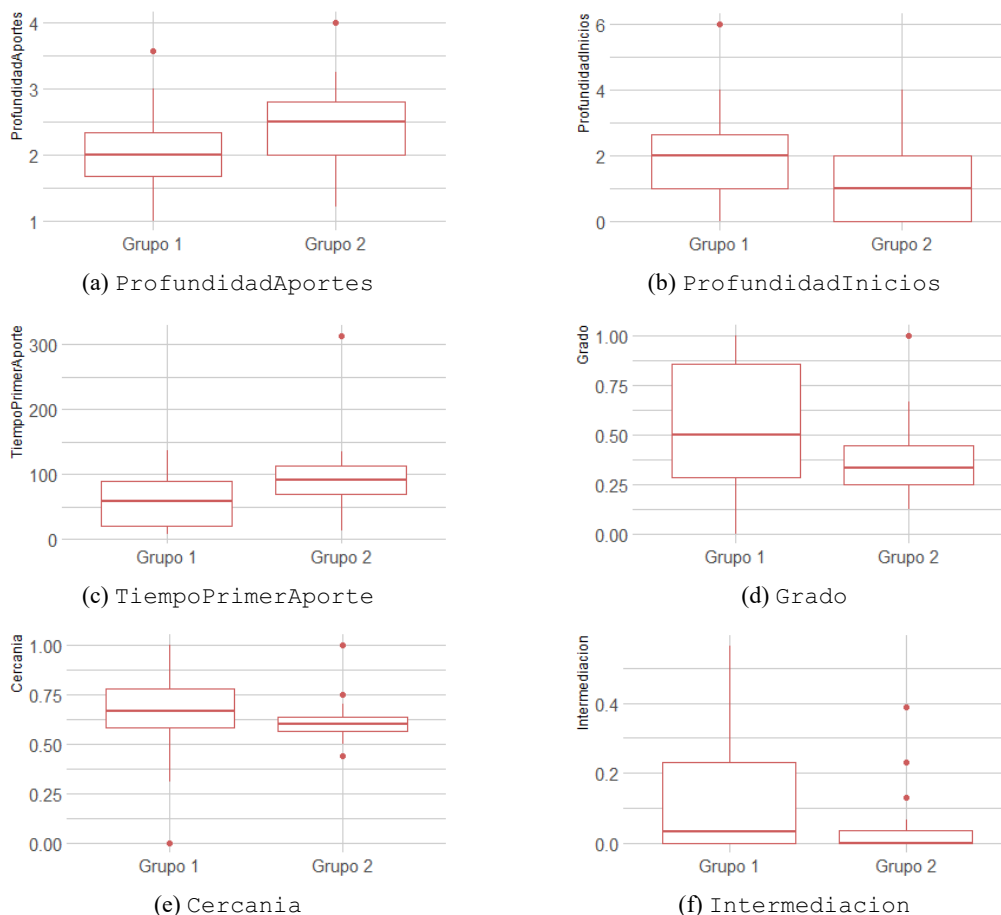 ProfundidadAportes
4
3
2
1
Grupo 1 Grupo 2
(a) ProfundidadAportes
ProfundidadInicios
6
4
2
0
Grupo 1 Grupo 2
(b) ProfundidadInicios
TiempoPrimerAporte
300
200
100
0
Grupo 1 Grupo 2
(c) TiempoPrimerAporte
Grado
1.00
0.75
0.50
0.25
0.00
Grupo 1 Grupo 2
(d) Grado
Cercania
1.00
0.75
0.50
0.25
0.00
Grupo 1 Grupo 2
(e) Cercania
Intermediacion
0.4
0.2
0.0
Grupo 1 Grupo 2
(f) Intermediacion